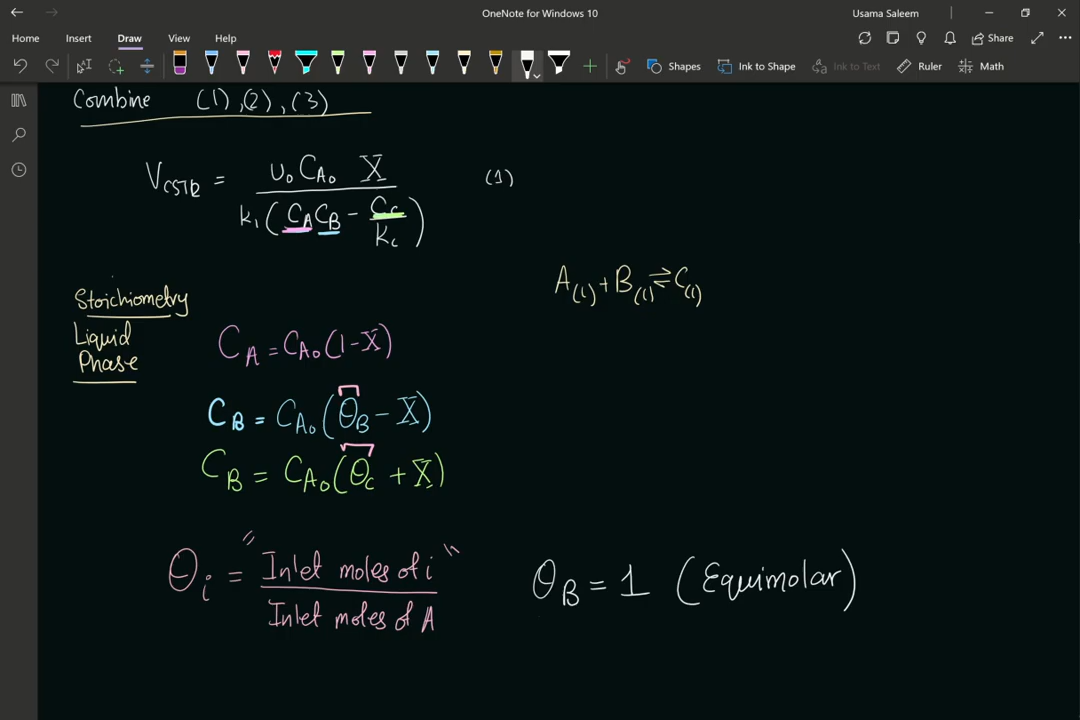 OneNote for Windows 10
Usama Saleem
Home Insert Draw View Help
Share
Shapes
Ink to Shape
Ink to Text
Ruler
Math
Combine (1), (2), (3)
V_CSTR = υ₀ C_A₀ X / k₁ ( C_A C_B − C_C / K_C ) (1)
A(l) + B(l) ⇌ C(l)
Stoichiometry
Liquid
Phase
C_A = C_A₀ (1 − X)
C_B = C_A₀ (Θ_B − X)
C_B = C_A₀ (Θ_C + X)
Θ_i = "Inlet moles of i" / Inlet moles of A
Θ_B = 1 (Equimolar)